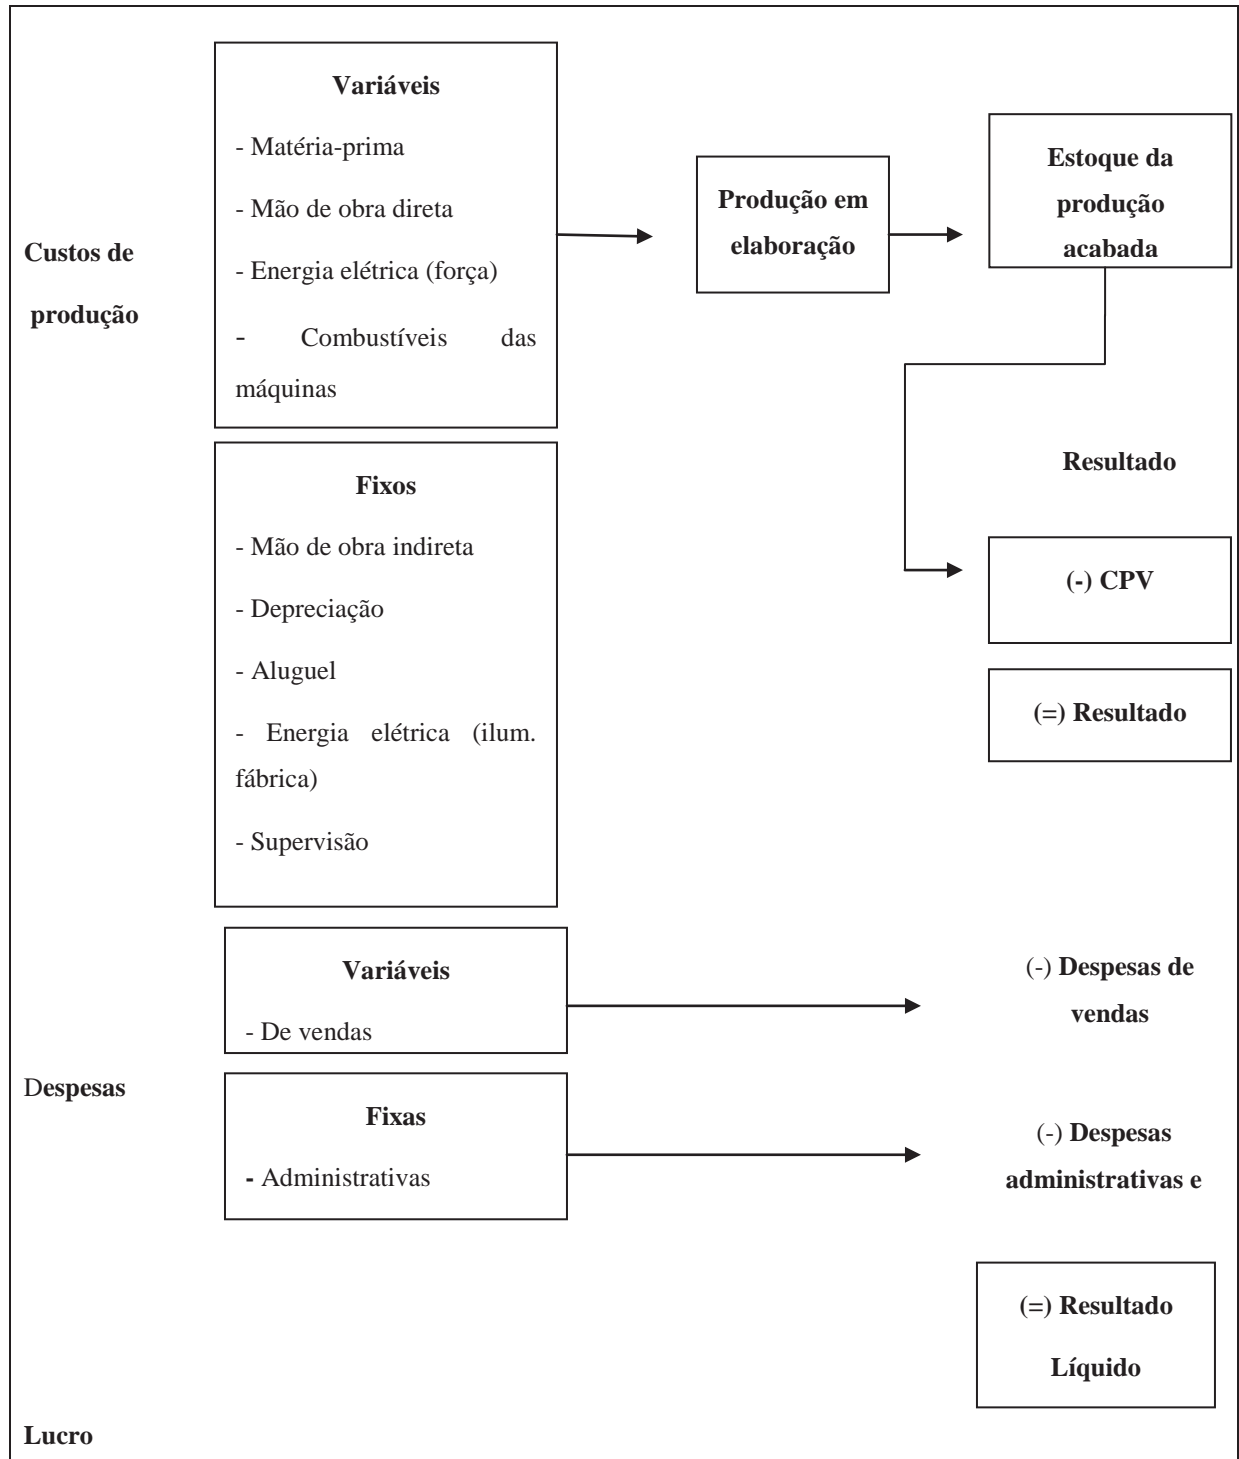 Custos de
produção
Variáveis
- Matéria-prima
- Mão de obra direta
- Energia elétrica (força)
- Combustíveis das
máquinas
Produção em
elaboração
Estoque da
produção
acabada
Fixos
- Mão de obra indireta
- Depreciação
- Aluguel
- Energia elétrica (ilum.
fábrica)
- Supervisão
Resultado
(-) CPV
(=) Resultado
Despesas
Variáveis
- De vendas
(-) Despesas de
vendas
Fixas
- Administrativas
(-) Despesas
administrativas e
(=) Resultado
Líquido
Lucro